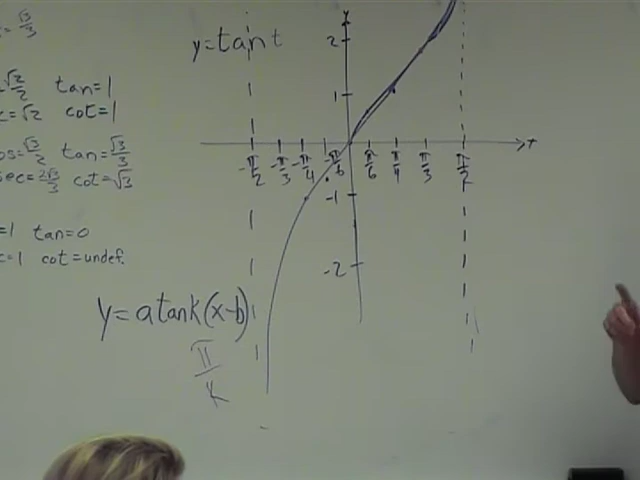 = √3/3
√2/2 tan=1
c=√2 cot=1
os=√3/2 tan=√3/3
sec=2√3/3 cot=√3
=1 tan=0
=1 cot=undef.
y=tan t
y
2
1
-π/2 -π/3 -π/4 -π/6 π/6 π/4 π/3 π/2
-1
-2
y=a tan k(x-b)
π/k